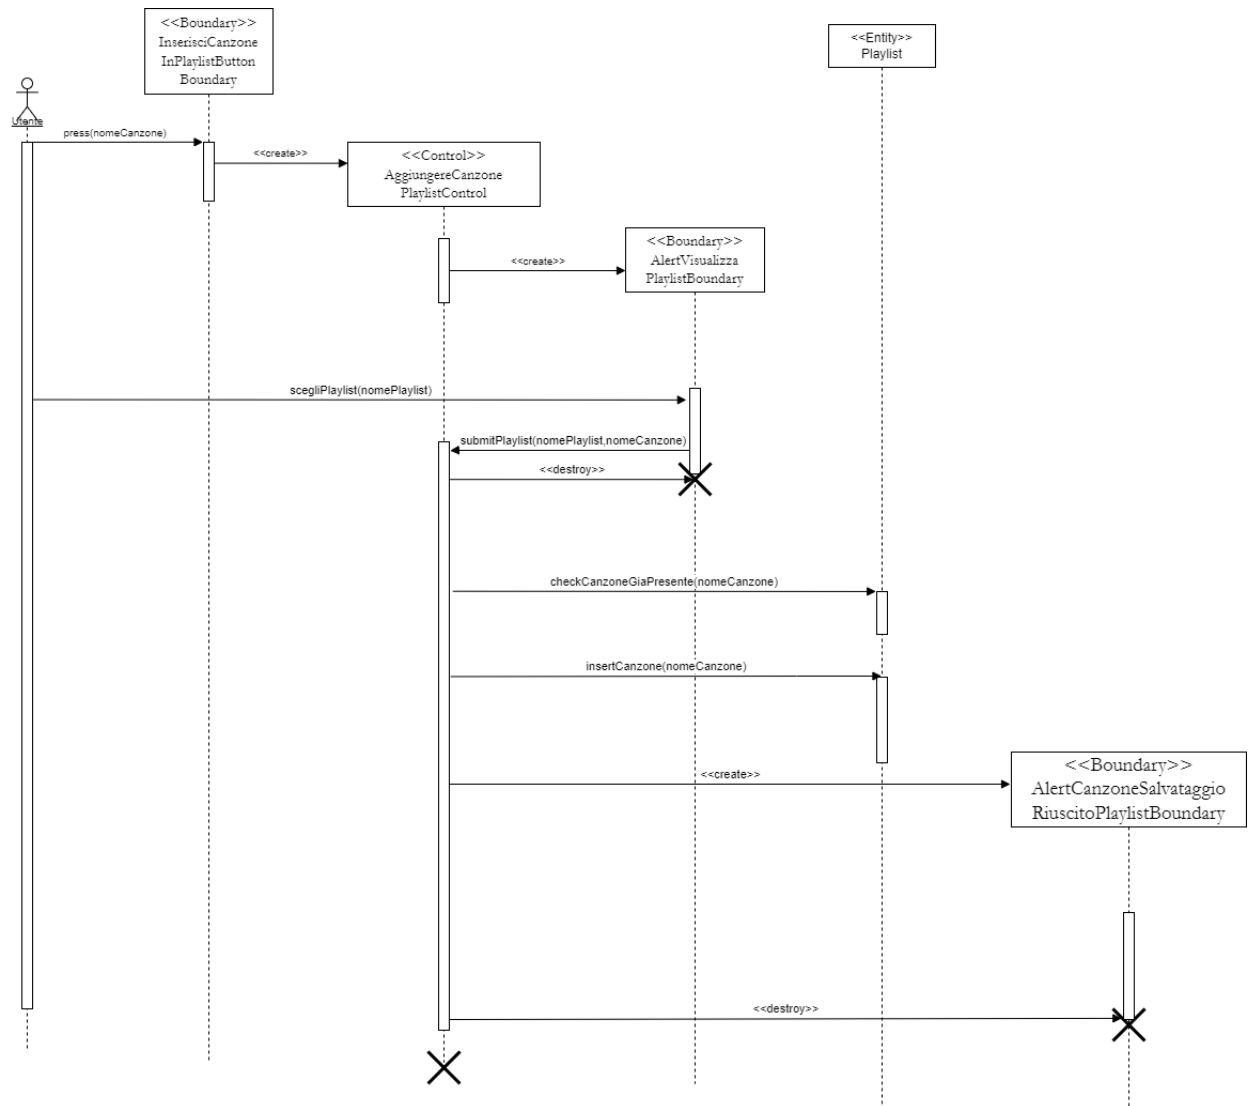 <<Boundary>>
InserisciCanzone
InPlaylistButton
Boundary
<<Entity>>
Playlist
Utente
press(nomeCanzone)
<<create>>
<<Control>>
AggiungereCanzone
PlaylistControl
<<Boundary>>
AlertVisualizza
PlaylistBoundary
<<create>>
scegliPlaylist(nomePlaylist)
submitPlaylist(nomePlaylist,nomeCanzone)
<<destroy>>
checkCanzoneGiaPresente(nomeCanzone)
insertCanzone(nomeCanzone)
<<create>>
<<Boundary>>
AlertCanzoneSalvataggio
RiuscitoPlaylistBoundary
<<destroy>>